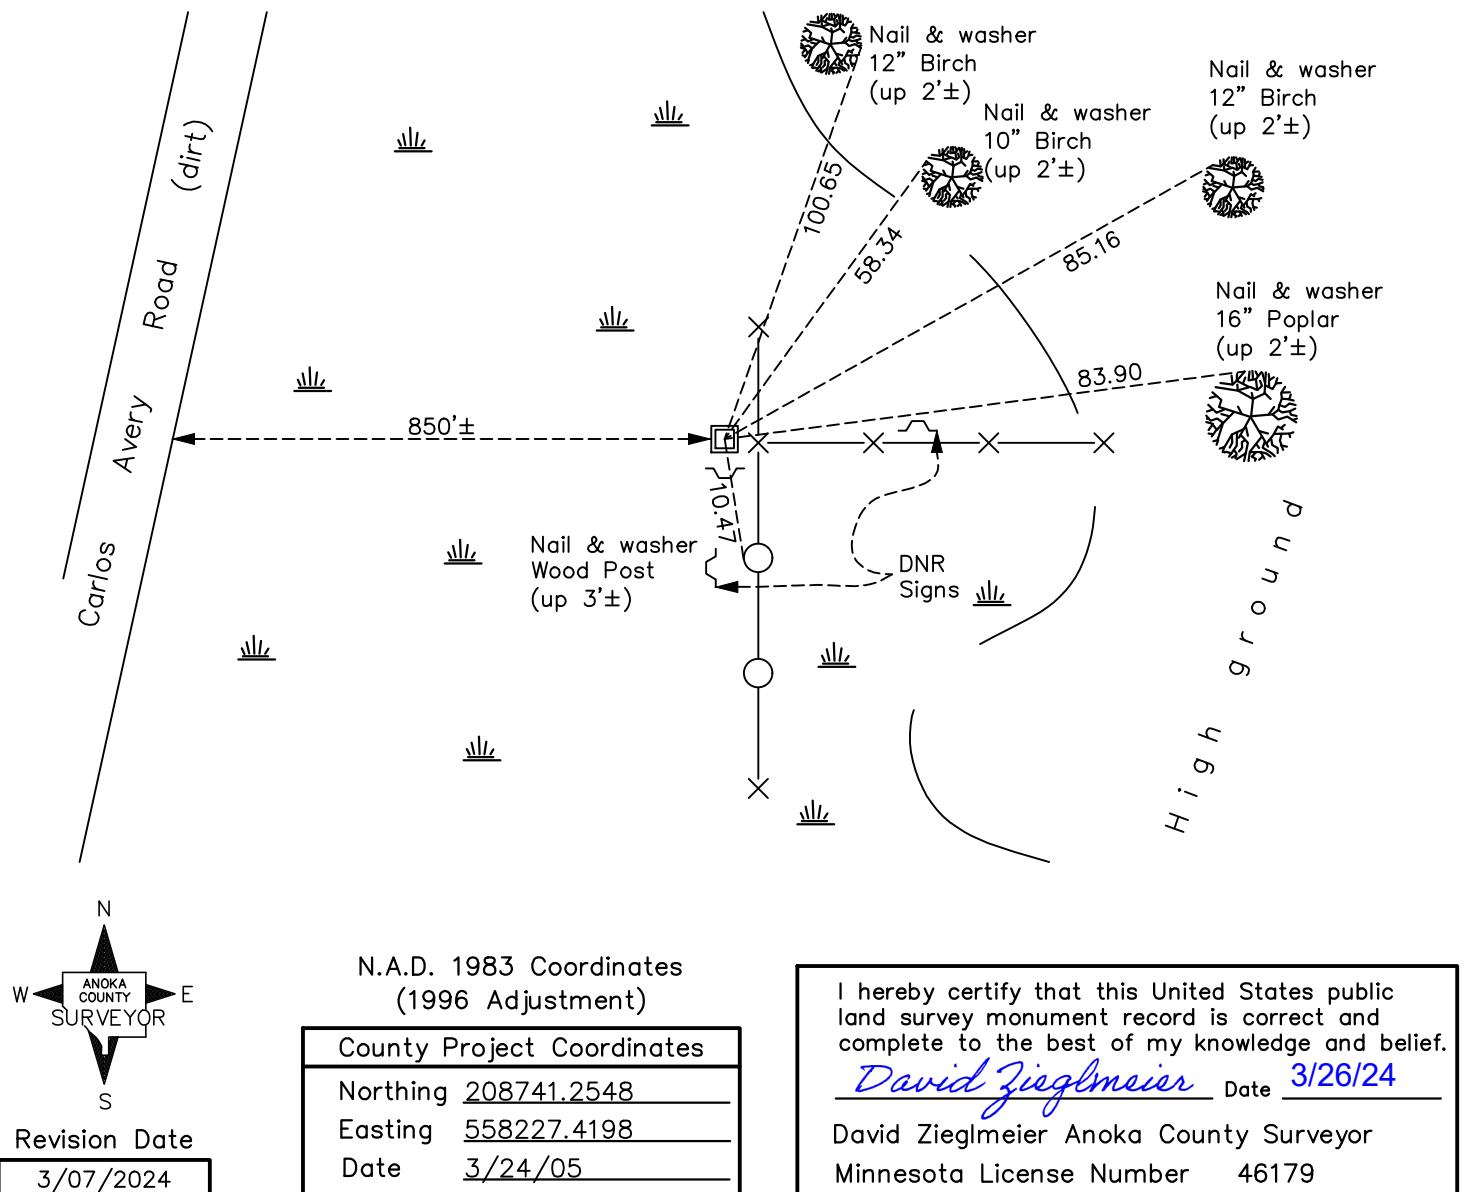 Nail & washer
12" Birch
(up 2'±)
Nail & washer
10" Birch
(up 2'±)
Nail & washer
12" Birch
(up 2'±)
Nail & washer
16" Poplar
(up 2'±)
100.65
58.34
85.16
83.90
850'±
10.47
Carlos Avery Road (dirt)
Nail & washer
Wood Post
(up 3'±)
DNR
Signs
High ground
N
W
E
S
ANOKA
COUNTY
SURVEYOR
Revision Date
3/07/2024
N.A.D. 1983 Coordinates
(1996 Adjustment)
County Project Coordinates
Northing 208741.2548
Easting 558227.4198
Date 3/24/05
I hereby certify that this United States public
land survey monument record is correct and
complete to the best of my knowledge and belief.
David Zieglmeier Date 3/26/24
David Zieglmeier Anoka County Surveyor
Minnesota License Number 46179